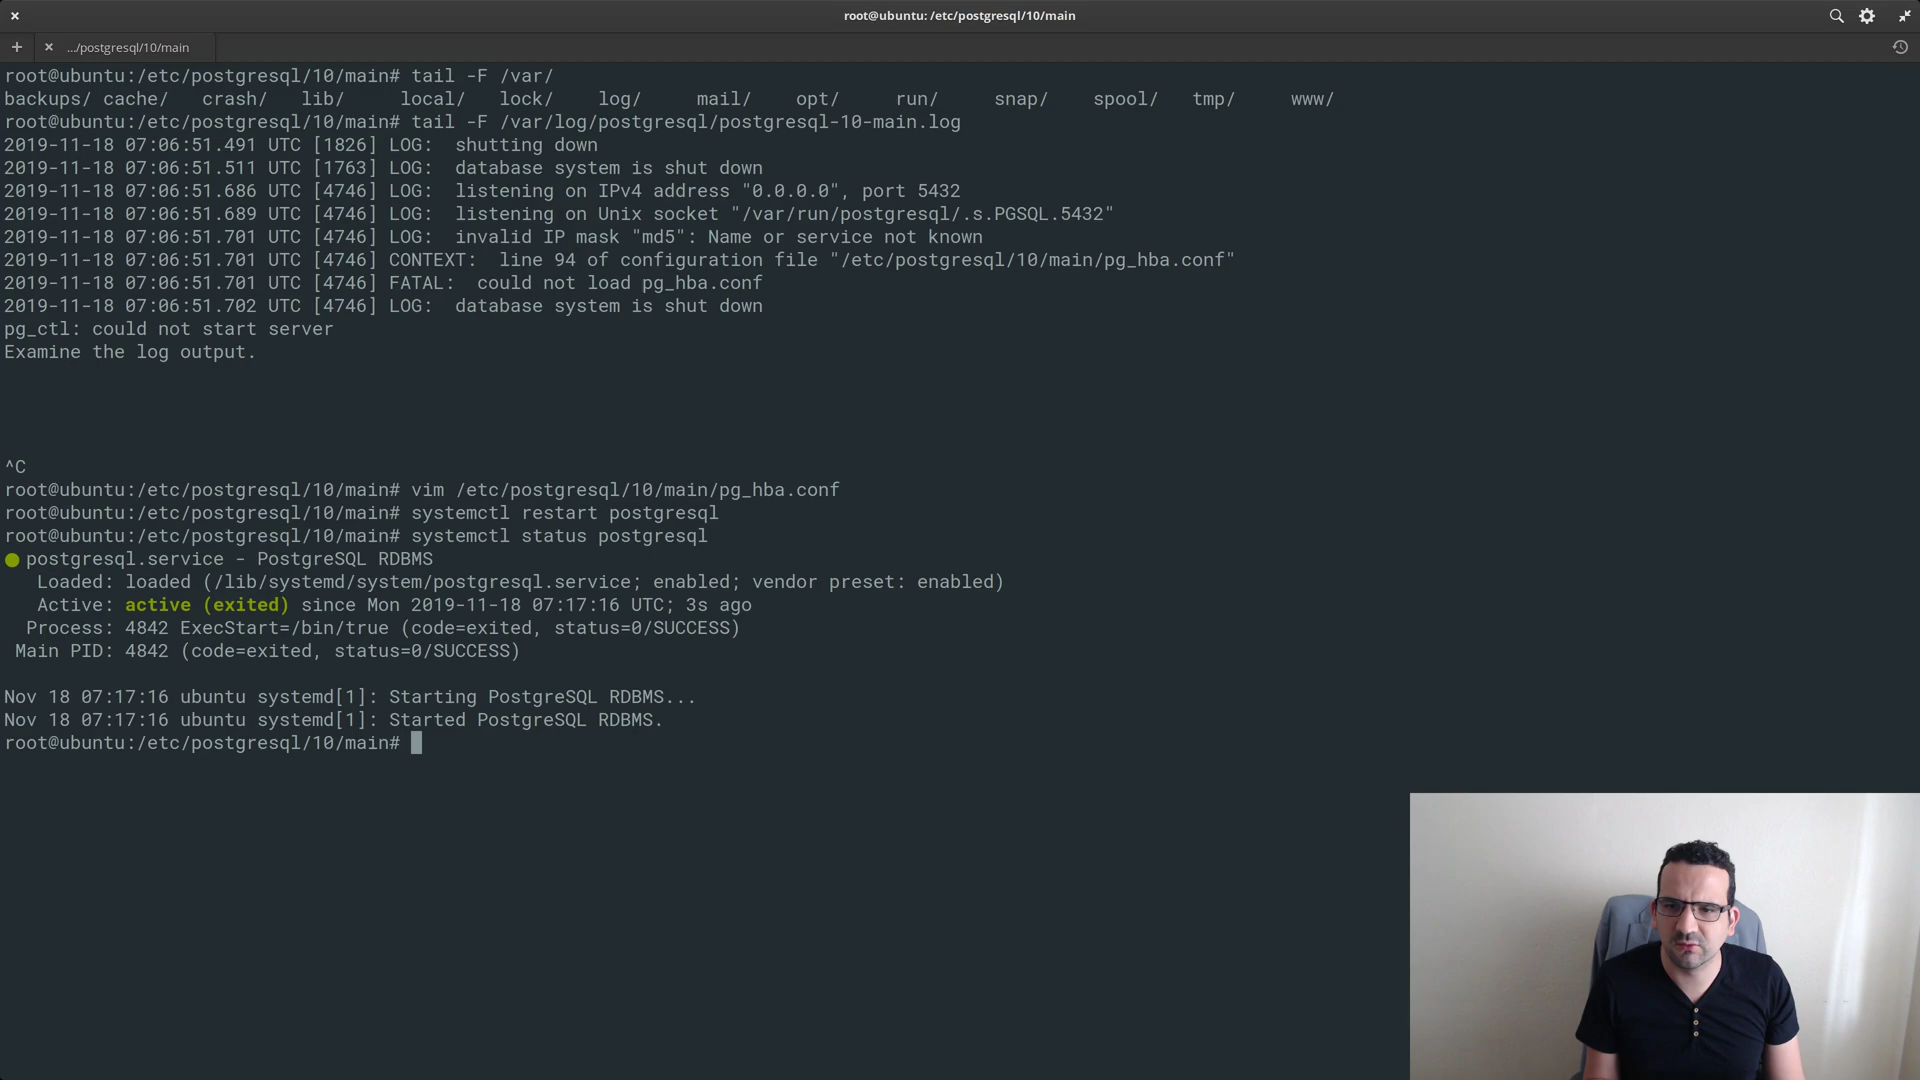 root@ubuntu: /etc/postgresql/10/main
.../postgresql/10/main
root@ubuntu:/etc/postgresql/10/main# tail -F /var/
backups/ cache/ crash/ lib/ local/ lock/ log/ mail/ opt/ run/ snap/ spool/ tmp/ www/
root@ubuntu:/etc/postgresql/10/main# tail -F /var/log/postgresql/postgresql-10-main.log
2019-11-18 07:06:51.491 UTC [1826] LOG:  shutting down
2019-11-18 07:06:51.511 UTC [1763] LOG:  database system is shut down
2019-11-18 07:06:51.686 UTC [4746] LOG:  listening on IPv4 address "0.0.0.0", port 5432
2019-11-18 07:06:51.689 UTC [4746] LOG:  listening on Unix socket "/var/run/postgresql/.s.PGSQL.5432"
2019-11-18 07:06:51.701 UTC [4746] LOG:  invalid IP mask "md5": Name or service not known
2019-11-18 07:06:51.701 UTC [4746] CONTEXT:  line 94 of configuration file "/etc/postgresql/10/main/pg_hba.conf"
2019-11-18 07:06:51.701 UTC [4746] FATAL:  could not load pg_hba.conf
2019-11-18 07:06:51.702 UTC [4746] LOG:  database system is shut down
pg_ctl: could not start server
Examine the log output.
^C
root@ubuntu:/etc/postgresql/10/main# vim /etc/postgresql/10/main/pg_hba.conf
root@ubuntu:/etc/postgresql/10/main# systemctl restart postgresql
root@ubuntu:/etc/postgresql/10/main# systemctl status postgresql
● postgresql.service - PostgreSQL RDBMS
Loaded: loaded (/lib/systemd/system/postgresql.service; enabled; vendor preset: enabled)
Active: active (exited) since Mon 2019-11-18 07:17:16 UTC; 3s ago
Process: 4842 ExecStart=/bin/true (code=exited, status=0/SUCCESS)
Main PID: 4842 (code=exited, status=0/SUCCESS)
Nov 18 07:17:16 ubuntu systemd[1]: Starting PostgreSQL RDBMS...
Nov 18 07:17:16 ubuntu systemd[1]: Started PostgreSQL RDBMS.
root@ubuntu:/etc/postgresql/10/main#